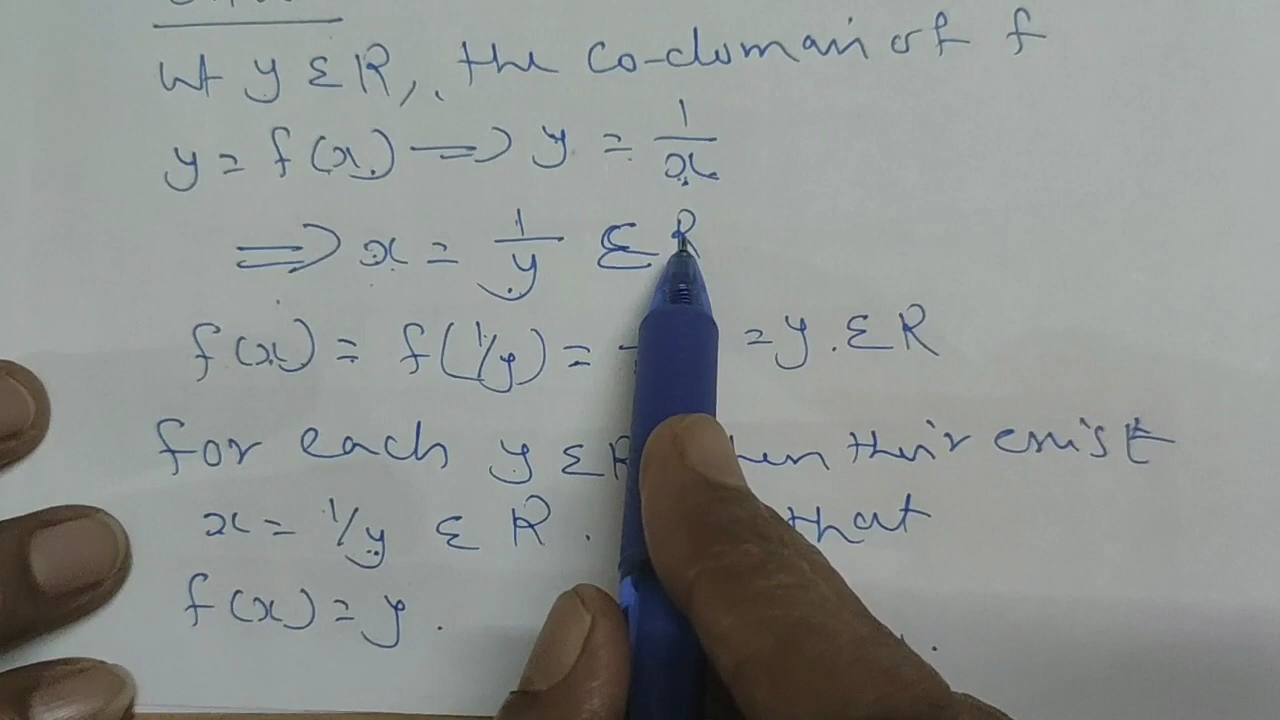 let y ∈ R, the co-domain of f
y = f(x) ⟹ y = 1/x
⟹ x = 1/y ∈ R
f(x) = f(1/y) = = y . ∈ R
for each y ∈ R their exist
x = 1/y ∈ R . that
f(x) = y .